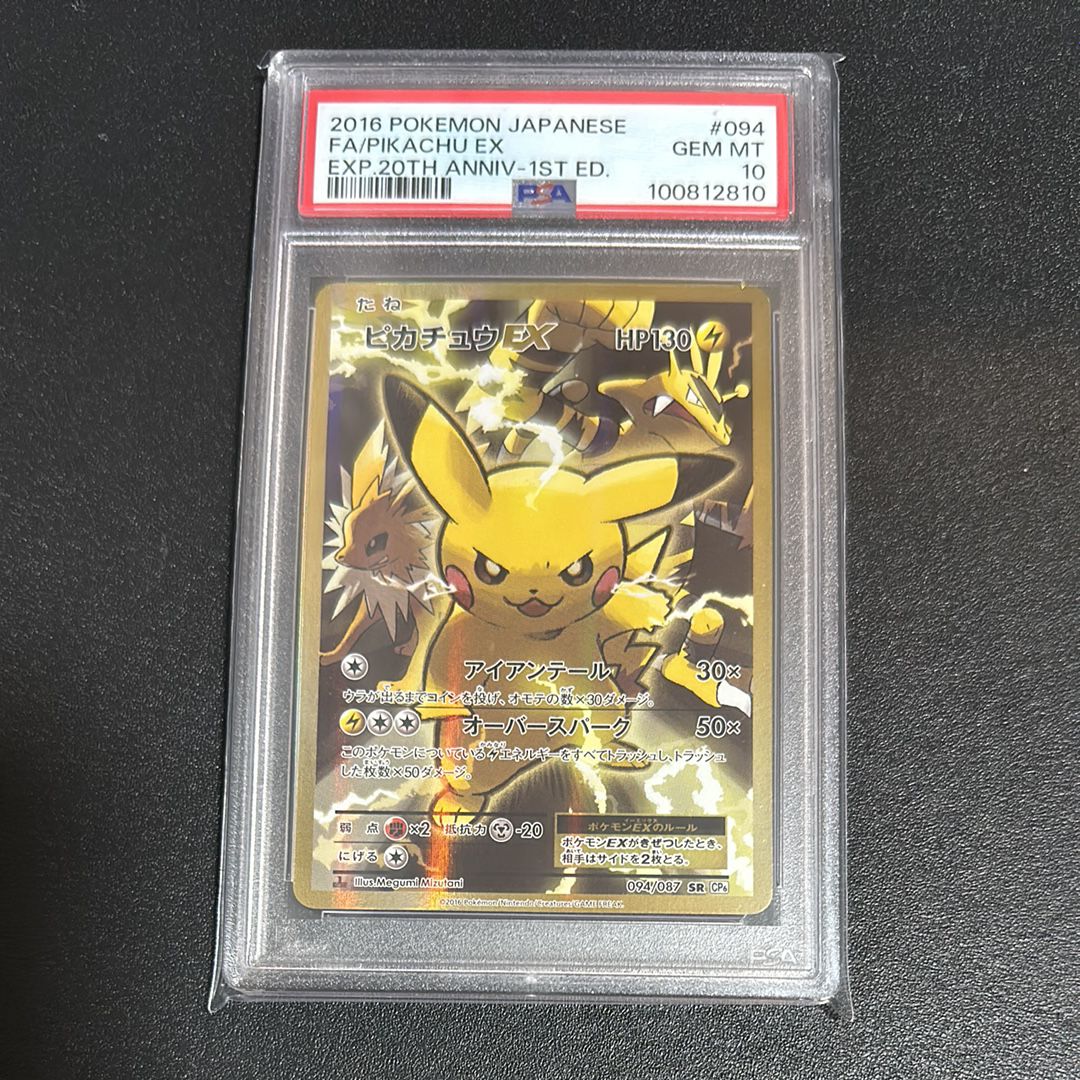 2016 POKEMON JAPANESE #094
FA/PIKACHU EX GEM MT
EXP.20TH ANNIV-1ST ED. 10
PSA 100812810
たね
ピカチュウEX HP130
アイアンテール 30×
ウラが出るまでコインを投げ、オモテの数×30ダメージ。
オーバースパーク 50×
このポケモンについているエネルギーをすべてトラッシュし、トラッシュ
した枚数×50ダメージ。
弱点 ×2 抵抗力 -20
にげる
ポケモンEXのルール
ポケモンEXがきぜつしたとき、
相手はサイドを2枚とる。
Illus.Megumi Mizutani
094/087 SR CP6
©2016 Pokémon/Nintendo/Creatures/GAME FREAK.
PSA